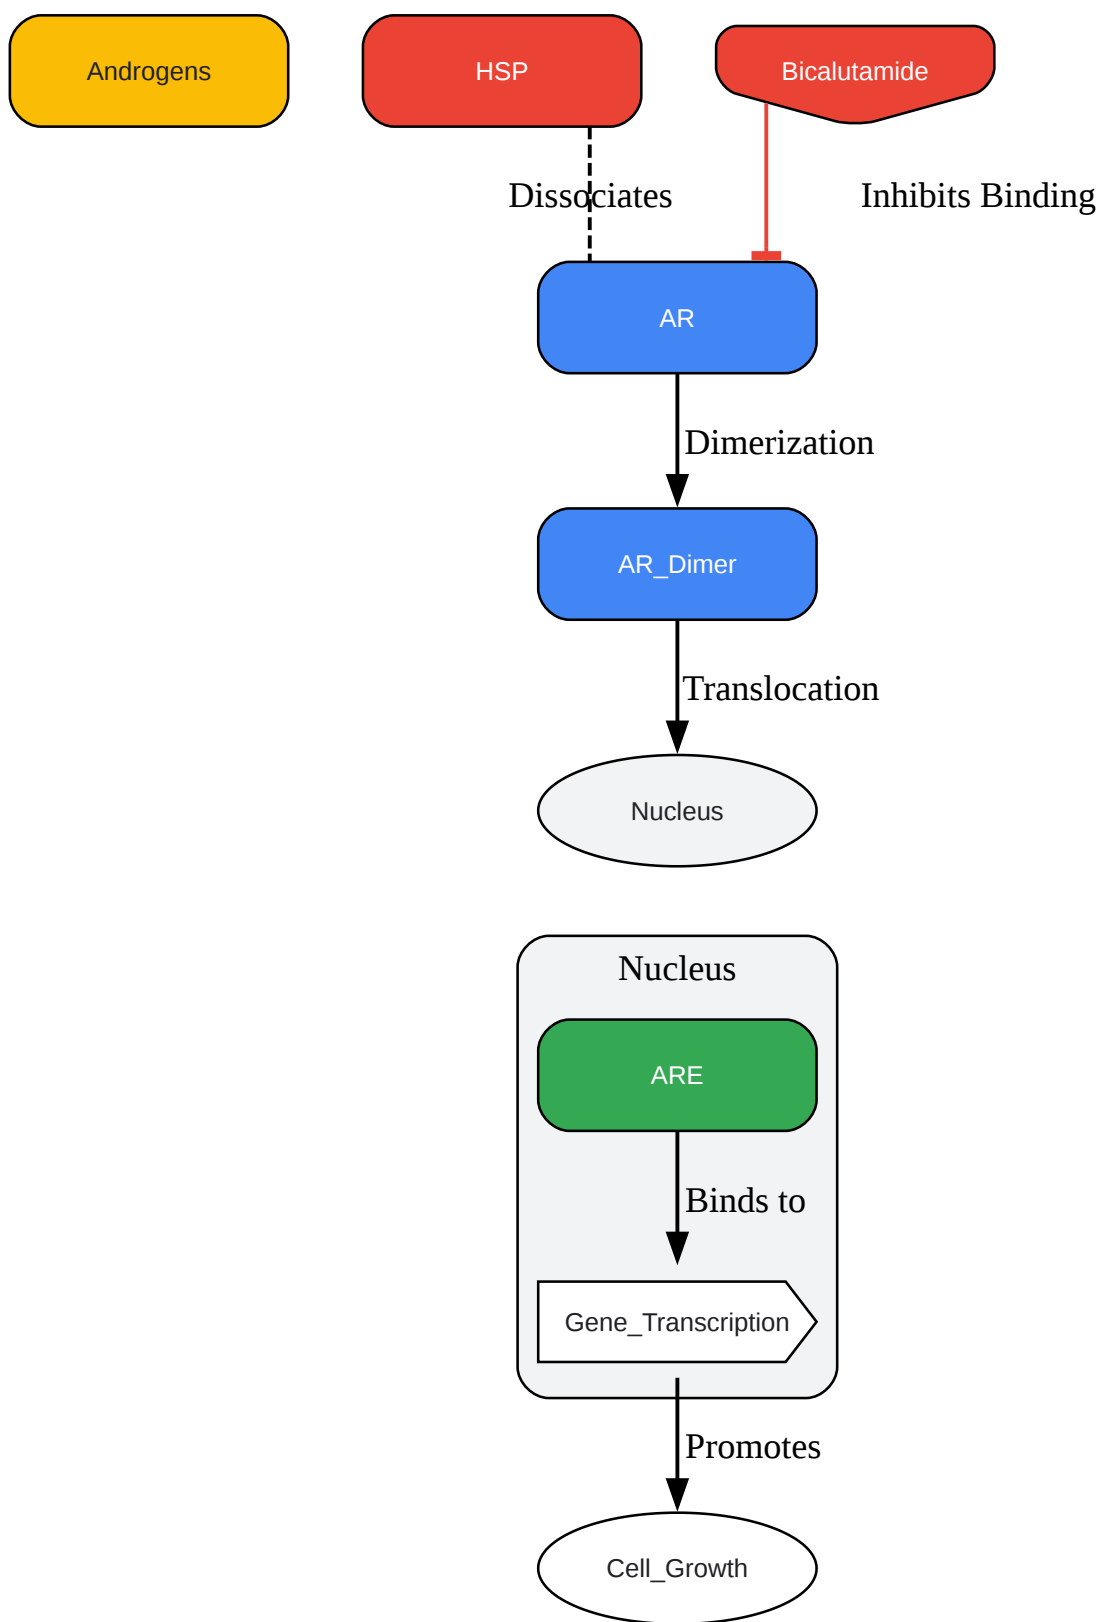 Androgens
HSP
Bicalutamide
Dissociates
Inhibits Binding
AR
Dimerization
AR_Dimer
Translocation
Nucleus
Nucleus
ARE
Binds to
Gene_Transcription
Promotes
Cell_Growth